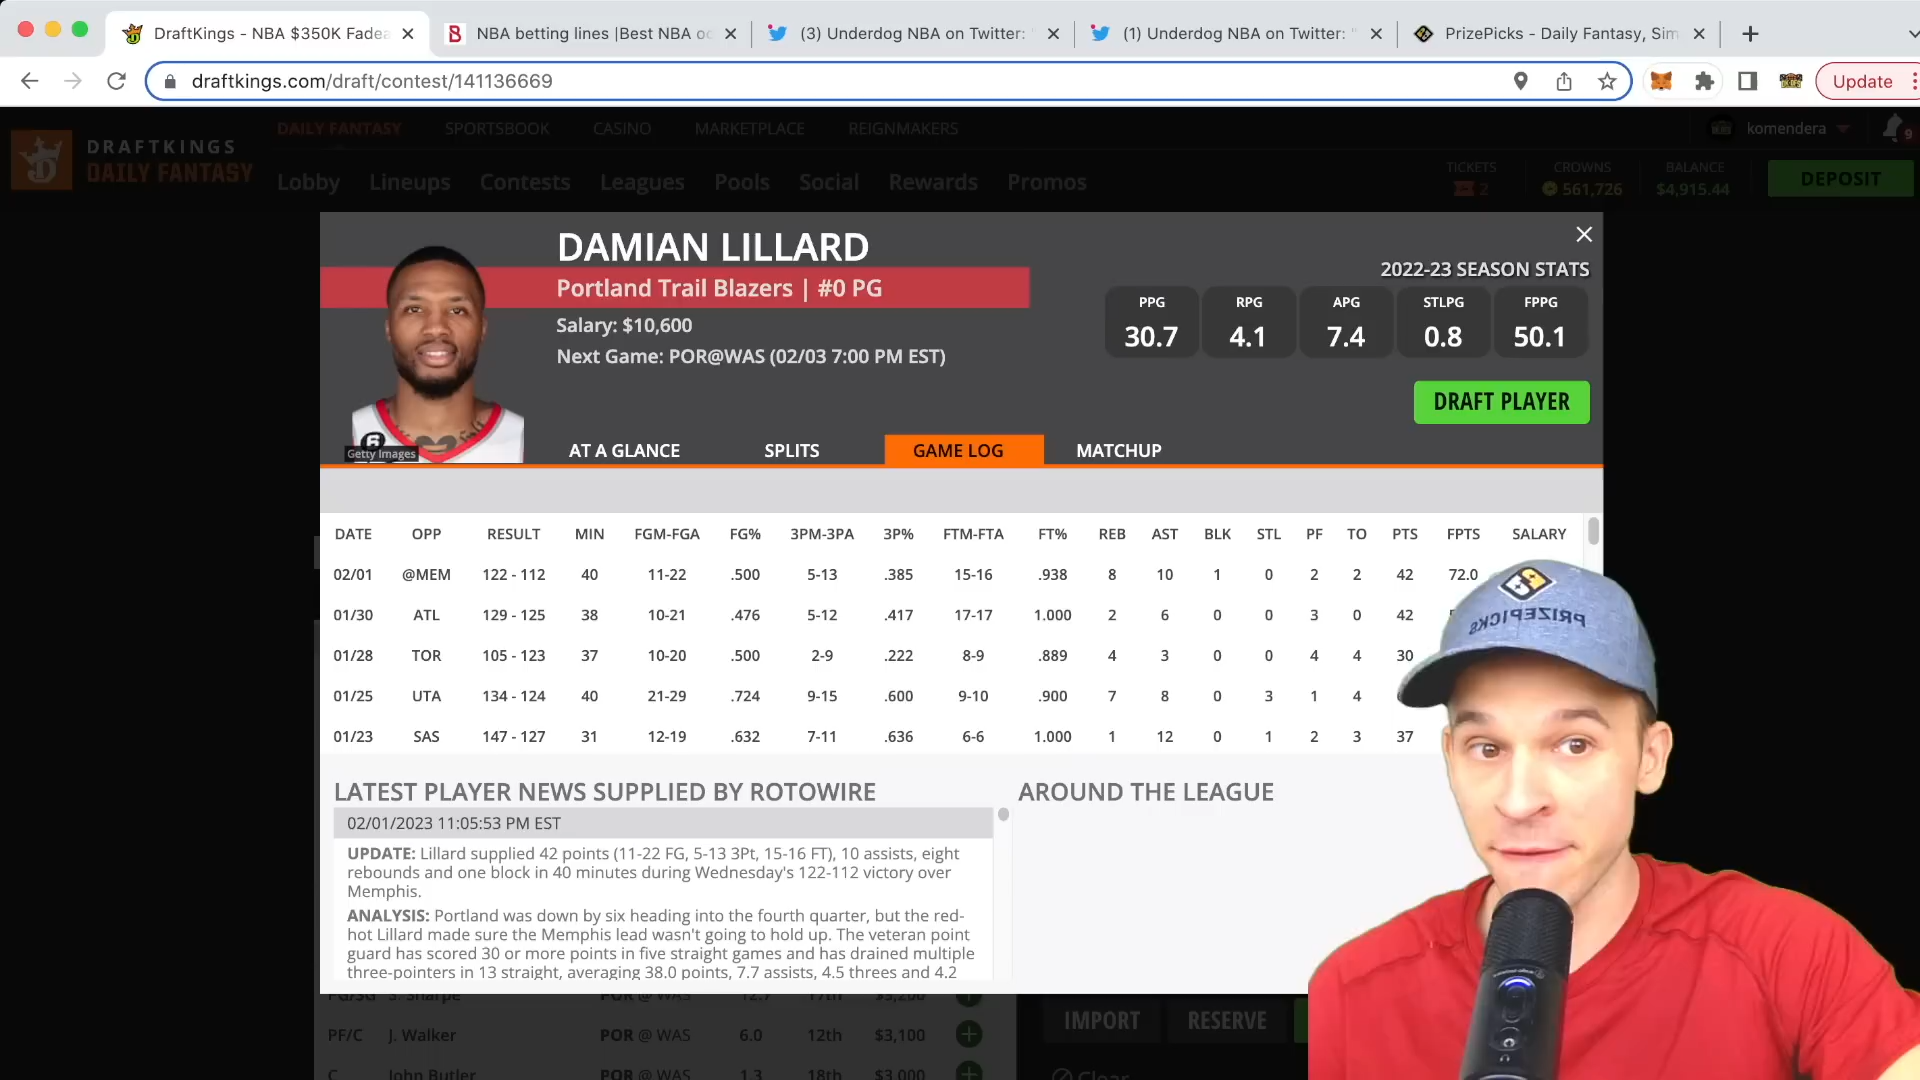 DraftKings - NBA $350K Fadea
NBA betting lines |Best NBA od
(3) Underdog NBA on Twitter: "
(1) Underdog NBA on Twitter: "
PrizePicks - Daily Fantasy, Sim
draftkings.com/draft/contest/141136669
Update
DRAFTKINGS
DAILY FANTASY
DAILY FANTASY SPORTSBOOK CASINO MARKETPLACE REIGNMAKERS
komendera
9
Lobby Lineups Contests Leagues Pools Social Rewards Promos
TICKETS
2
CROWNS
561,726
BALANCE
$4,915.44
DEPOSIT
DAMIAN LILLARD
Portland Trail Blazers | #0 PG
Salary: $10,600
Next Game: POR@WAS (02/03 7:00 PM EST)
Getty Images
2022-23 SEASON STATS
PPG RPG APG STLPG FPPG
30.7 4.1 7.4 0.8 50.1
DRAFT PLAYER
AT A GLANCE SPLITS GAME LOG MATCHUP
DATE OPP RESULT MIN FGM-FGA FG% 3PM-3PA 3P% FTM-FTA FT% REB AST BLK STL PF TO PTS FPTS SALARY
02/01 @MEM 122 - 112 40 11-22 .500 5-13 .385 15-16 .938 8 10 1 0 2 2 42 72.0
01/30 ATL 129 - 125 38 10-21 .476 5-12 .417 17-17 1.000 2 6 0 0 3 0 42
01/28 TOR 105 - 123 37 10-20 .500 2-9 .222 8-9 .889 4 3 0 0 4 4 30
01/25 UTA 134 - 124 40 21-29 .724 9-15 .600 9-10 .900 7 8 0 3 1 4
01/23 SAS 147 - 127 31 12-19 .632 7-11 .636 6-6 1.000 1 12 0 1 2 3 37
PRIZEPICKS
LATEST PLAYER NEWS SUPPLIED BY ROTOWIRE
AROUND THE LEAGUE
02/01/2023 11:05:53 PM EST
UPDATE: Lillard supplied 42 points (11-22 FG, 5-13 3Pt, 15-16 FT), 10 assists, eight
rebounds and one block in 40 minutes during Wednesday's 122-112 victory over
Memphis.
ANALYSIS: Portland was down by six heading into the fourth quarter, but the red-
hot Lillard made sure the Memphis lead wasn't going to hold up. The veteran point
guard has scored 30 or more points in five straight games and has drained multiple
three-pointers in 13 straight, averaging 38.0 points, 7.7 assists, 4.5 threes and 4.2
PG/SG S. Sharpe POR @ WAS 12.7 17th $3,200
PF/C J. Walker POR @ WAS 6.0 12th $3,100
C John Butler POR @ WAS 1.3 18th $3,000
IMPORT RESERVE
Clear